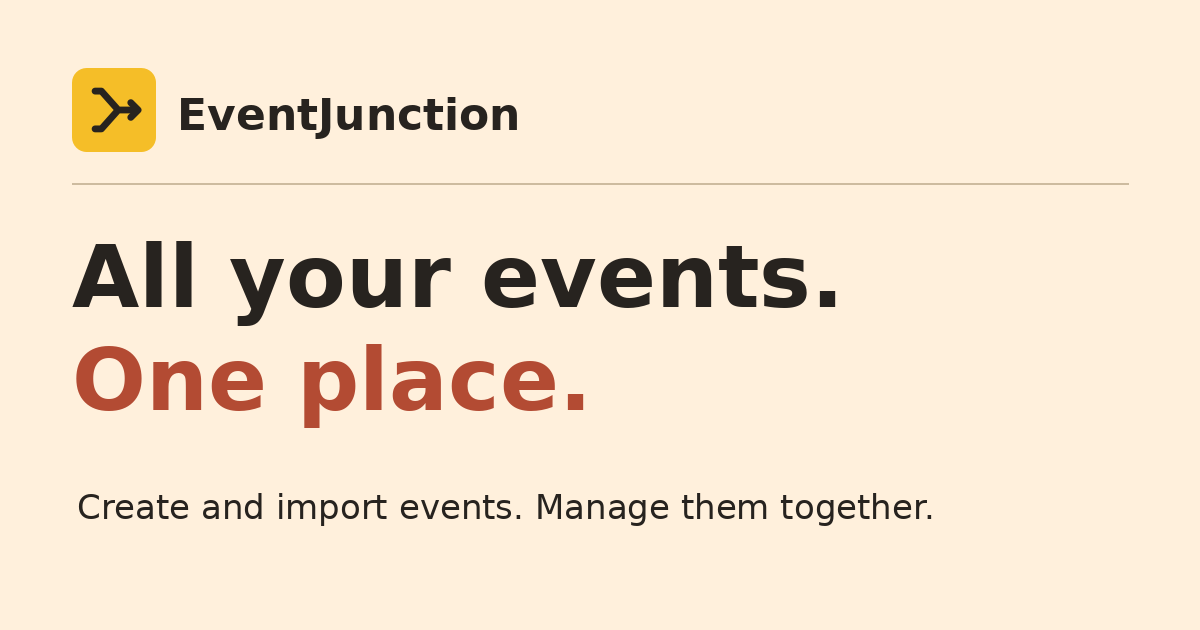 EventJunction
All your events.
One place.
Create and import events. Manage them together.